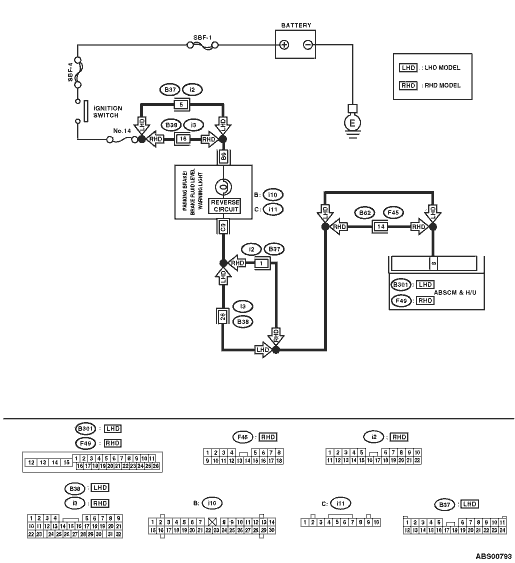 BATTERY
SBF-1
SBF-4
IGNITION
SWITCH
No.14
B37 i2
5
LHD LHD
B38 i3
RHD 16 RHD
LHD : LHD MODEL
RHD : RHD MODEL
E
B6
PARKING BRAKE/
BRAKE FLUID LEVEL
WARNING LIGHT
REVERSE
CIRCUIT
B: i10
C: i11
C3
i2 B37
RHD 1
LHD
i3
B38
26
RHD
LHD
LHD LHD
B62 F45
RHD 14 RHD
B301 : LHD
F49 : RHD
ABSCM & H/U
B301 : LHD
F49 : RHD
1 2 3 4 5 6 7 8 9 10 11
12 13 14 15
16 17 18 19 20 21 22 23 24 25 26
F45 : RHD
1 2 3 4 5 6 7 8
9 10 11 12 13 14 15 16 17 18
i2 : RHD
1 2 3 4 5 6 7 8 9 10
11 12 13 14 15 16 17 18 19 20 21 22
B38 : LHD
i3 : RHD
1 2 3 4 5 6 7 8 9
10 11 12 13 14 15 16 17 18 19 20 21
22 23 24 25 26 27 28 29 30 31 32 33
B: i10
1 2 3 4 5 6 7 8 9 10 11 12 13 14
15 16 17 18 19 20 21 22 23 24 25 26 27 28 29 30
C: i11
1 2 3 4 5 6 7 8 9 10
B37 : LHD
1 2 3 4 5 6 7 8 9 10 11
12 13 14 15 16 17 18 19 20 21 22 23 24
ABS00793